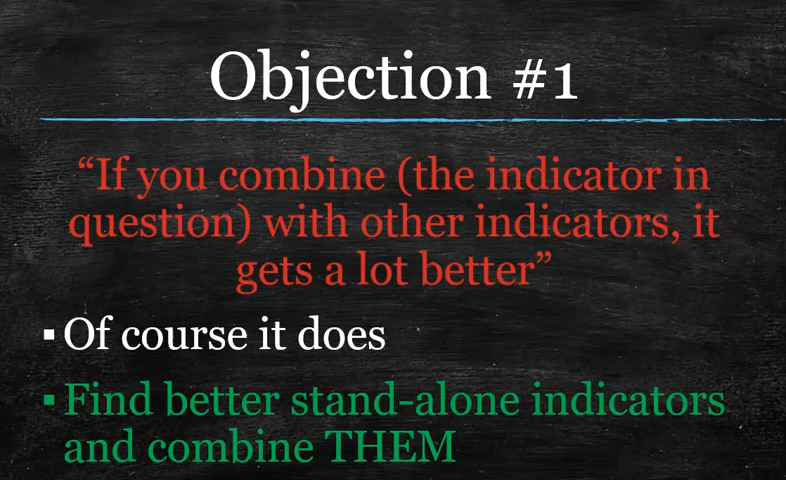 Objection #1
“If you combine (the indicator in
question) with other indicators, it
gets a lot better”
▪ Of course it does
▪ Find better stand-alone indicators
and combine THEM